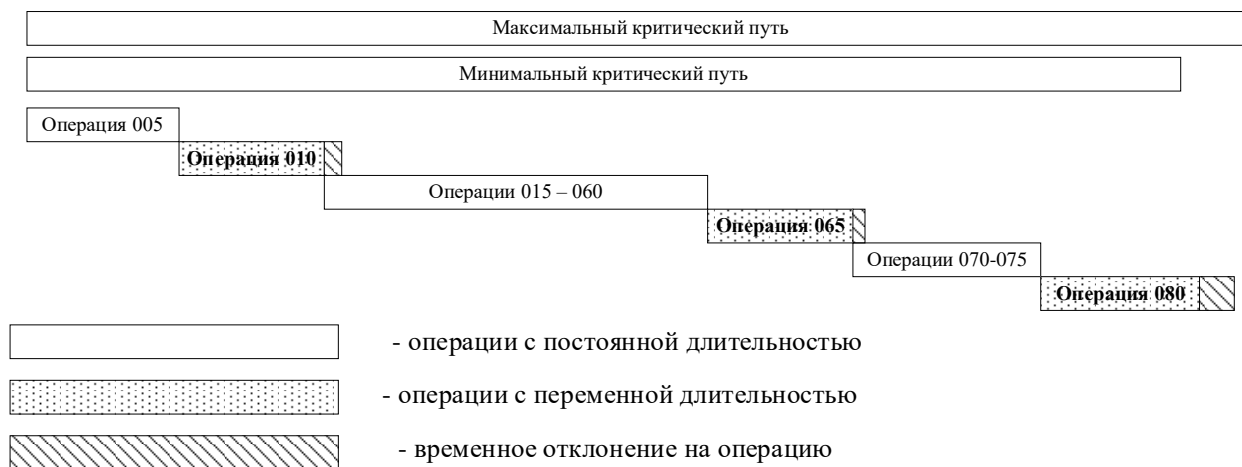 Максимальный критический путь
Минимальный критический путь
Операция 005
Операция 010
Операции 015 – 060
Операция 065
Операции 070-075
Операция 080
- операции с постоянной длительностью
- операции с переменной длительностью
- временное отклонение на операцию